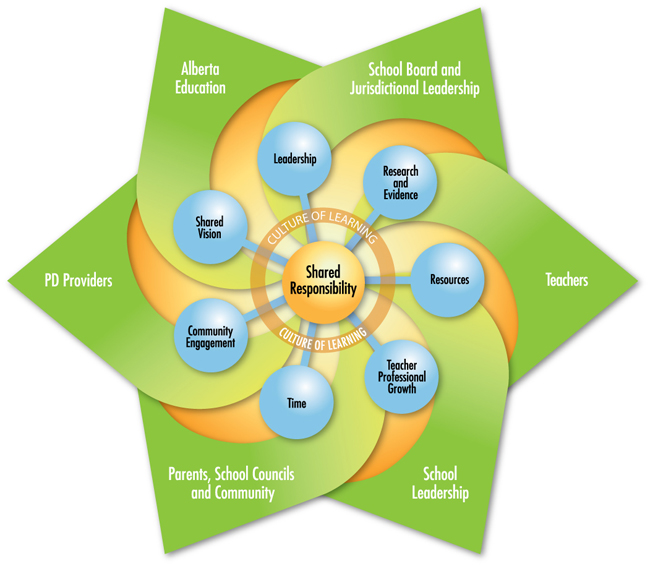 Alberta
Education
School Board and
Jurisdictional Leadership
Leadership
Research
and
Evidence
Shared
Vision
CULTURE OF LEARNING
Shared
Responsibility
PD Providers
Resources
Teachers
Community
Engagement
CULTURE OF LEARNING
Teacher
Professional
Growth
Time
Parents, School Councils
and Community
School
Leadership